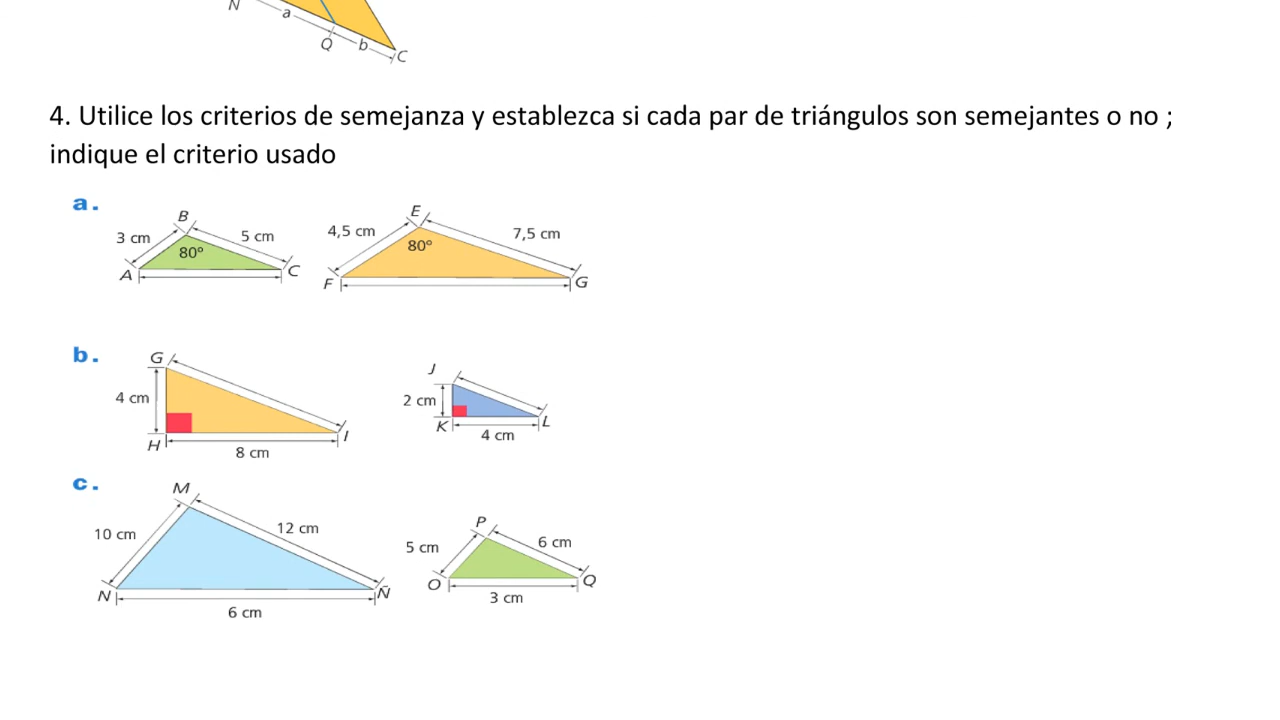 N
a
Q
b
C
4. Utilice los criterios de semejanza y establezca si cada par de triángulos son semejantes o no ;
indique el criterio usado
a.
B
3 cm
5 cm
80º
A
C
E
4,5 cm
7,5 cm
80º
F
G
b.
G
4 cm
H
I
8 cm
J
2 cm
K
L
4 cm
c.
M
10 cm
12 cm
N
Ñ
6 cm
P
5 cm
6 cm
O
Q
3 cm